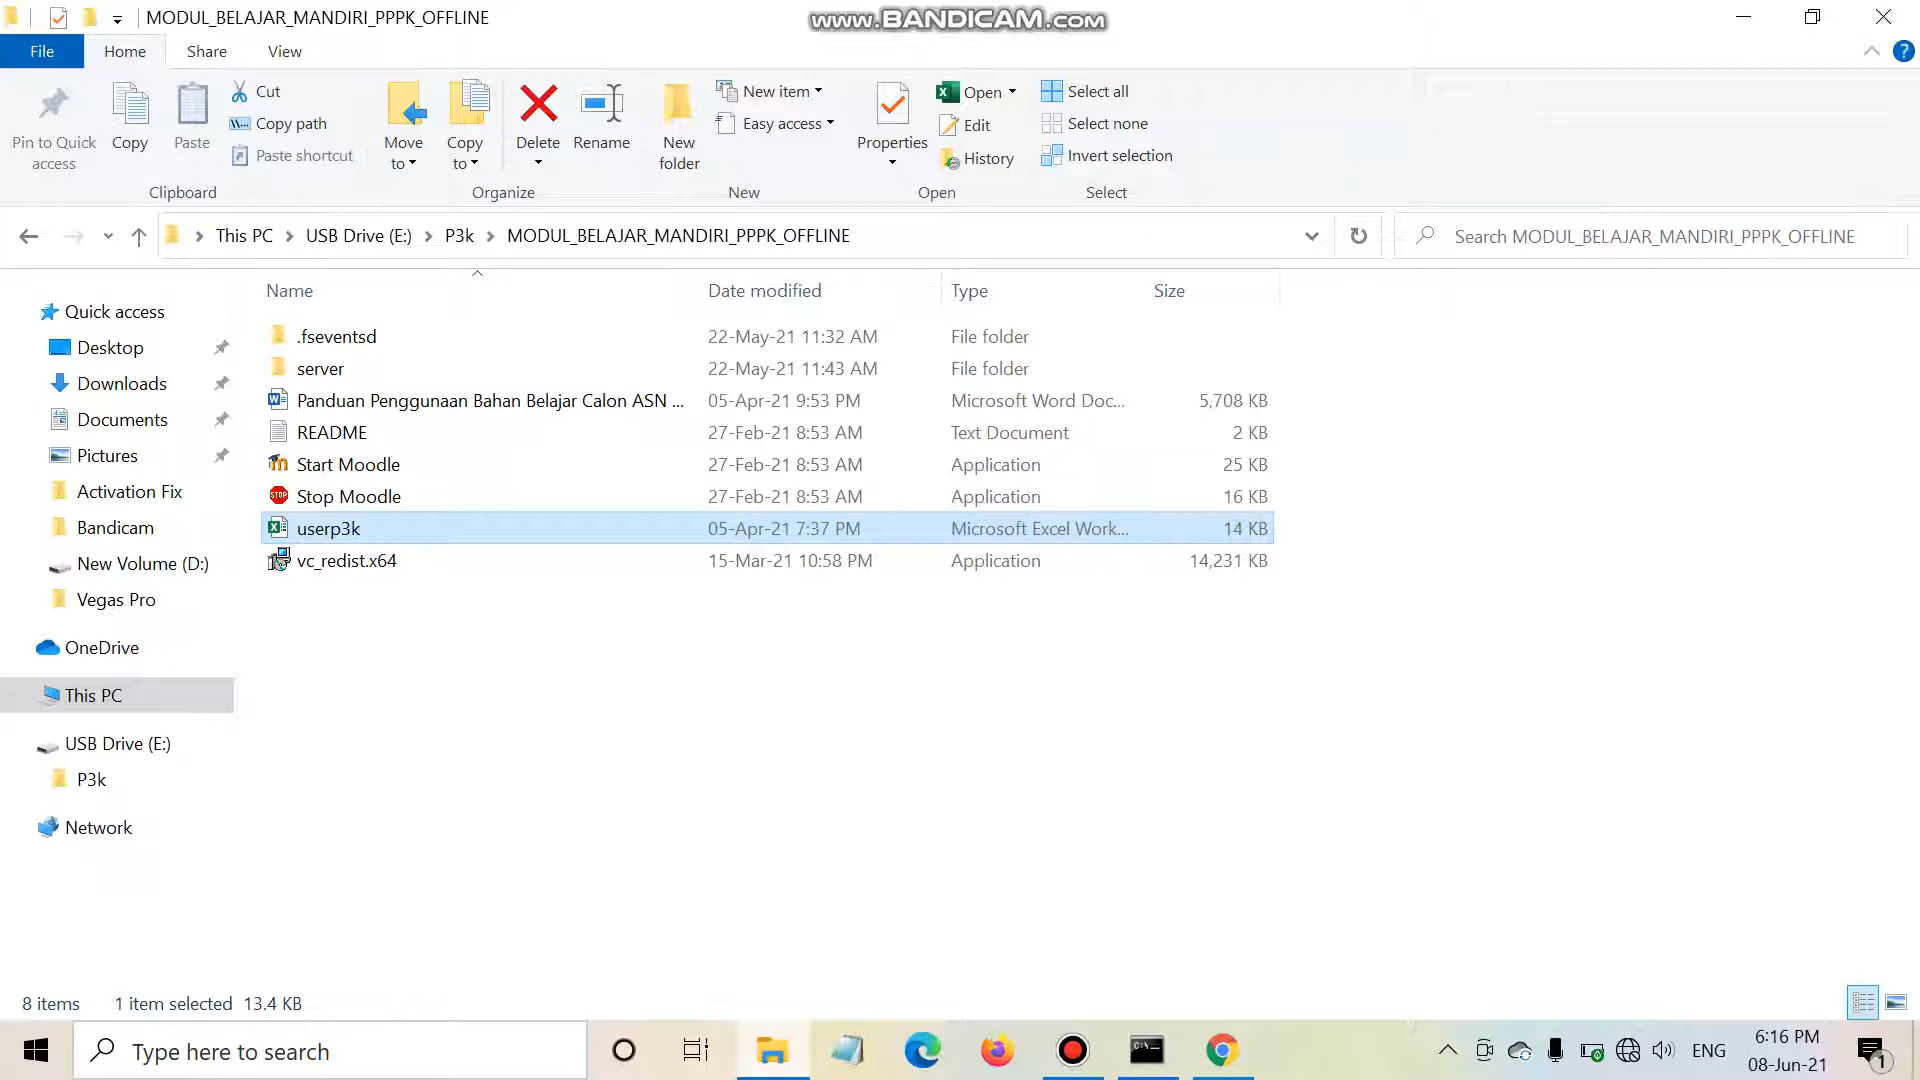 MODUL_BELAJAR_MANDIRI_PPPK_OFFLINE
www.BANDICAM.com
File Home Share View
Pin to Quick access
Copy
Paste
Cut
Copy path
Paste shortcut
Clipboard
Move to
Copy to
Delete
Rename
Organize
New folder
New item
Easy access
New
Properties
Open
Edit
History
Open
Select all
Select none
Invert selection
Select
This PC USB Drive (E:) P3k MODUL_BELAJAR_MANDIRI_PPPK_OFFLINE
Search MODUL_BELAJAR_MANDIRI_PPPK_OFFLINE
Quick access
Desktop
Downloads
Documents
Pictures
Activation Fix
Bandicam
New Volume (D:)
Vegas Pro
OneDrive
This PC
USB Drive (E:)
P3k
Network
Name Date modified Type Size
.fseventsd 22-May-21 11:32 AM File folder
server 22-May-21 11:43 AM File folder
Panduan Penggunaan Bahan Belajar Calon ASN ... 05-Apr-21 9:53 PM Microsoft Word Doc... 5,708 KB
README 27-Feb-21 8:53 AM Text Document 2 KB
Start Moodle 27-Feb-21 8:53 AM Application 25 KB
Stop Moodle 27-Feb-21 8:53 AM Application 16 KB
userp3k 05-Apr-21 7:37 PM Microsoft Excel Work... 14 KB
vc_redist.x64 15-Mar-21 10:58 PM Application 14,231 KB
8 items 1 item selected 13.4 KB
Type here to search
ENG
6:16 PM
08-Jun-21
1